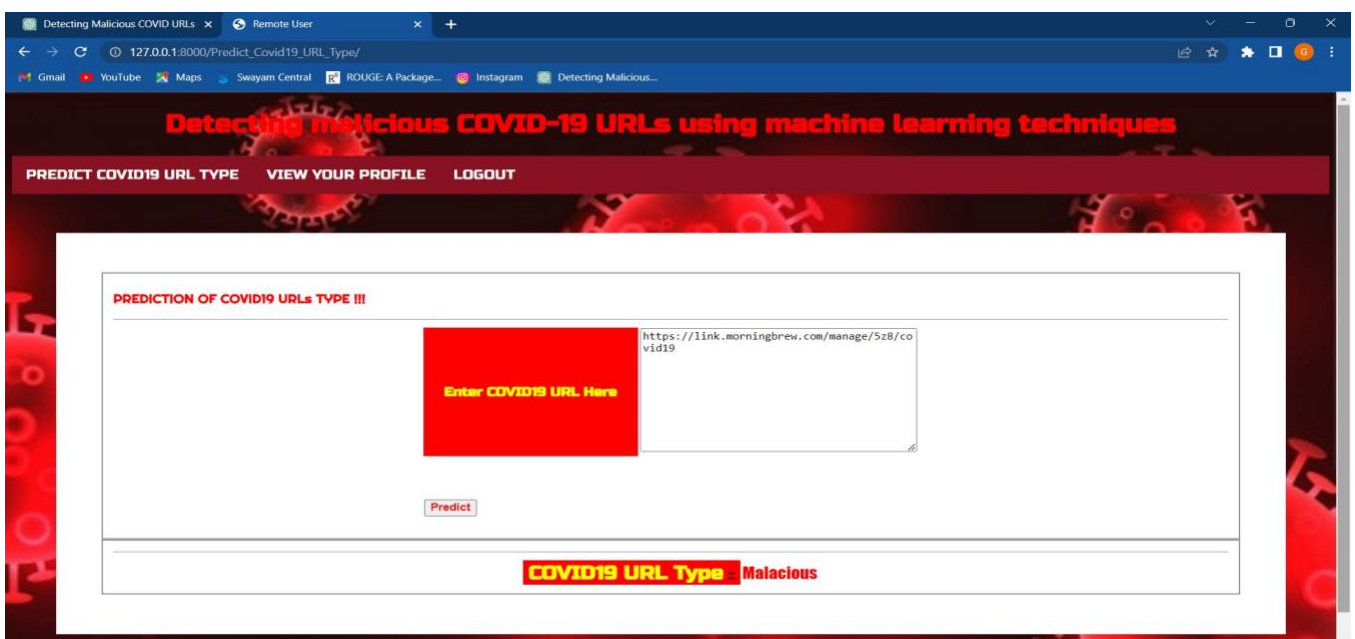 Detecting Malicious COVID URLs
Remote User
127.0.0.1:8000/Predict_Covid19_URL_Type/
G
Gmail YouTube Maps Swayam Central R⁶ ROUGE: A Package... Instagram Detecting Malicious...
Detecting malicious COVID-19 URLs using machine learning techniques
PREDICT COVID19 URL TYPE VIEW YOUR PROFILE LOGOUT
PREDICTION OF COVID19 URLs TYPE !!!
Enter COVID19 URL Here
https://link.morningbrew.com/manage/5z8/co
vid19
Predict
COVID19 URL Type :: Malacious